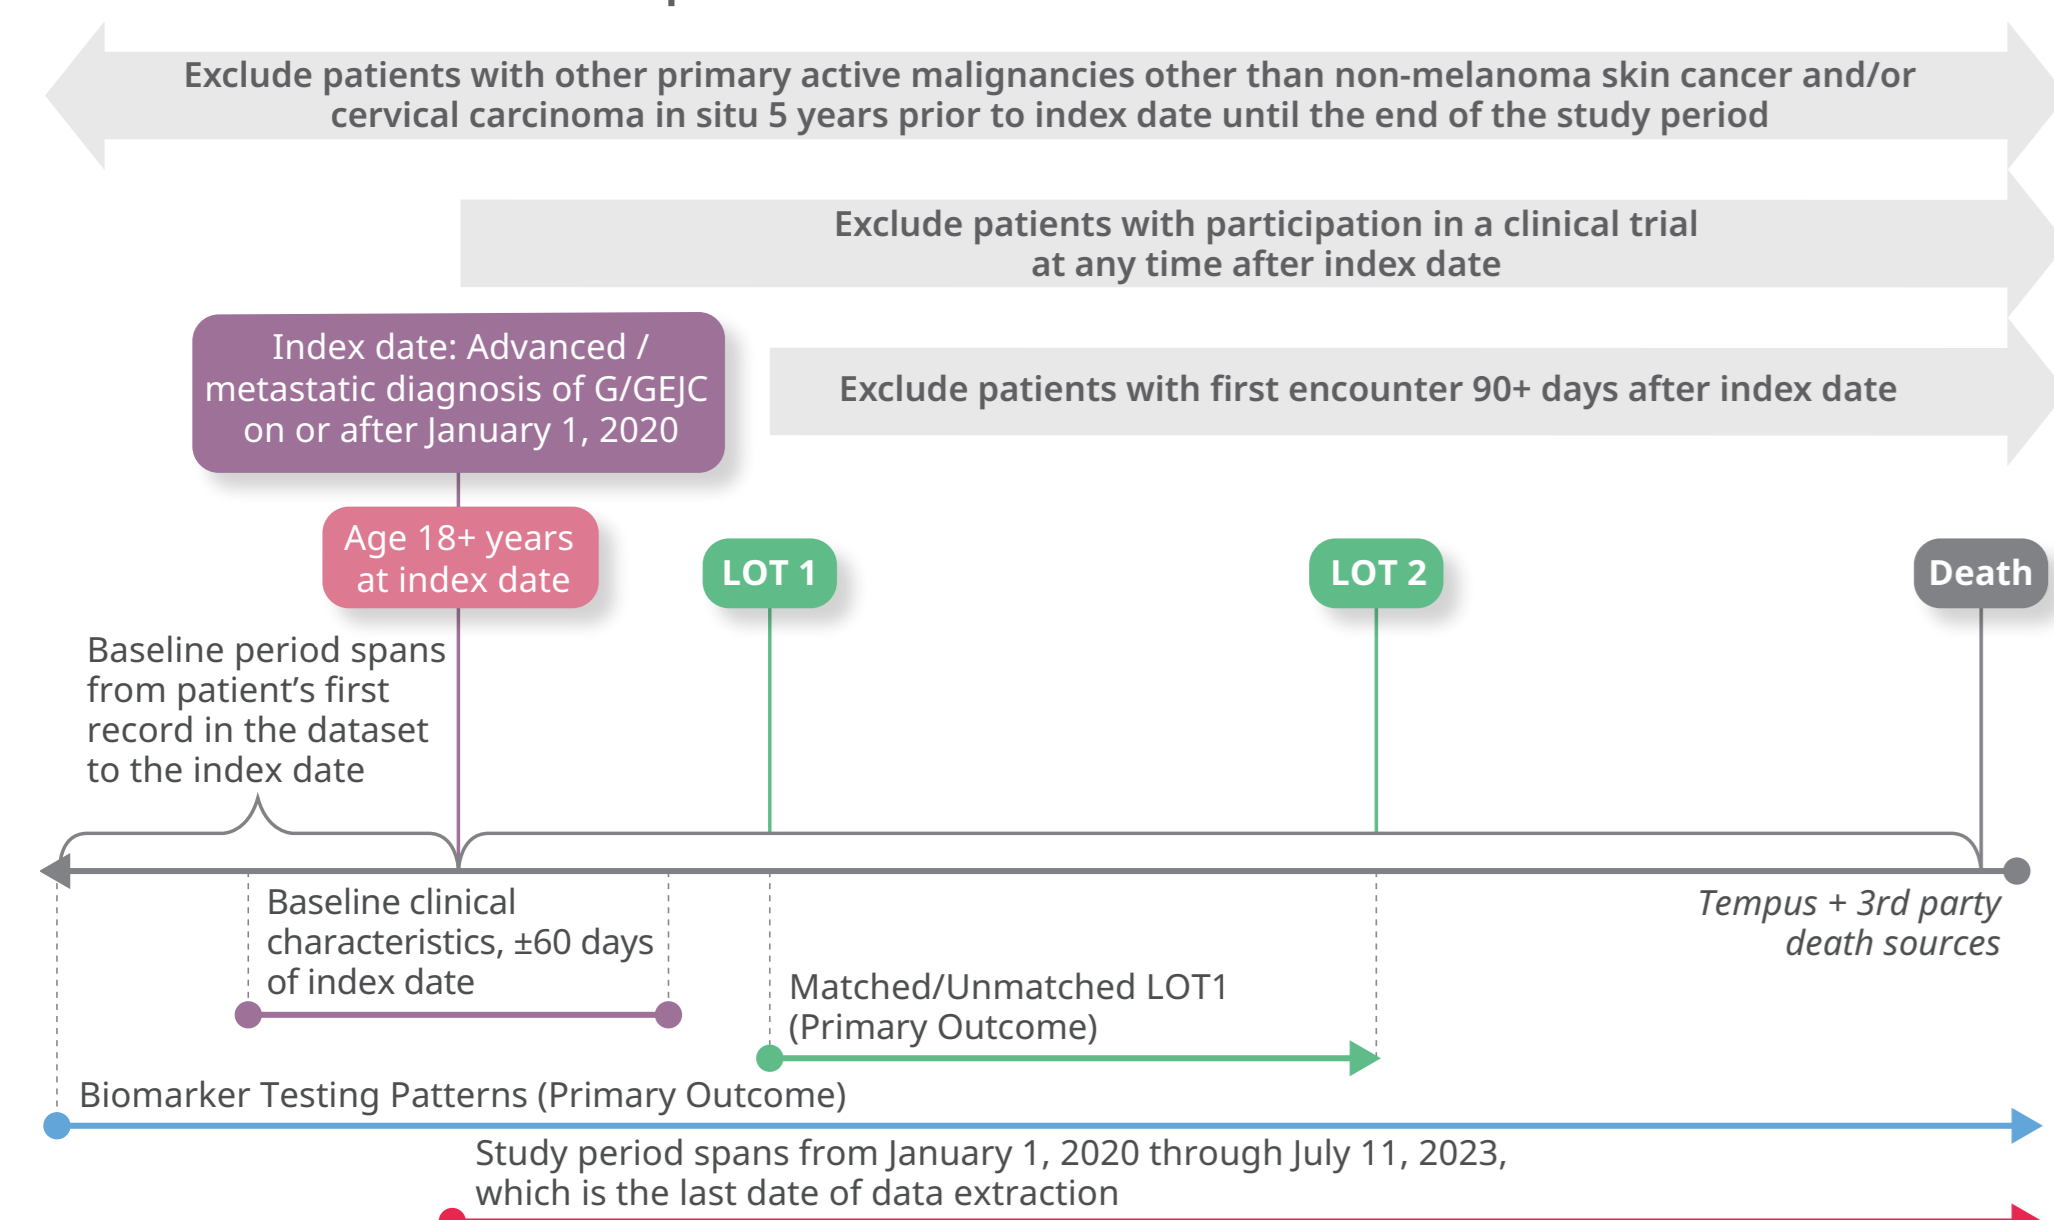 Exclude patients with other primary active malignancies other than non-melanoma skin cancer and/or
cervical carcinoma in situ 5 years prior to index date until the end of the study period
Exclude patients with participation in a clinical trial
at any time after index date
Index date: Advanced /
metastatic diagnosis of G/GEJC
on or after January 1, 2020
Exclude patients with first encounter 90+ days after index date
Age 18+ years
at index date
LOT 1
LOT 2
Death
Baseline period spans
from patient’s first
record in the dataset
to the index date
Baseline clinical
characteristics, ±60 days
of index date
Tempus + 3rd party
death sources
Matched/Unmatched LOT1
(Primary Outcome)
Biomarker Testing Patterns (Primary Outcome)
Study period spans from January 1, 2020 through July 11, 2023,
which is the last date of data extraction